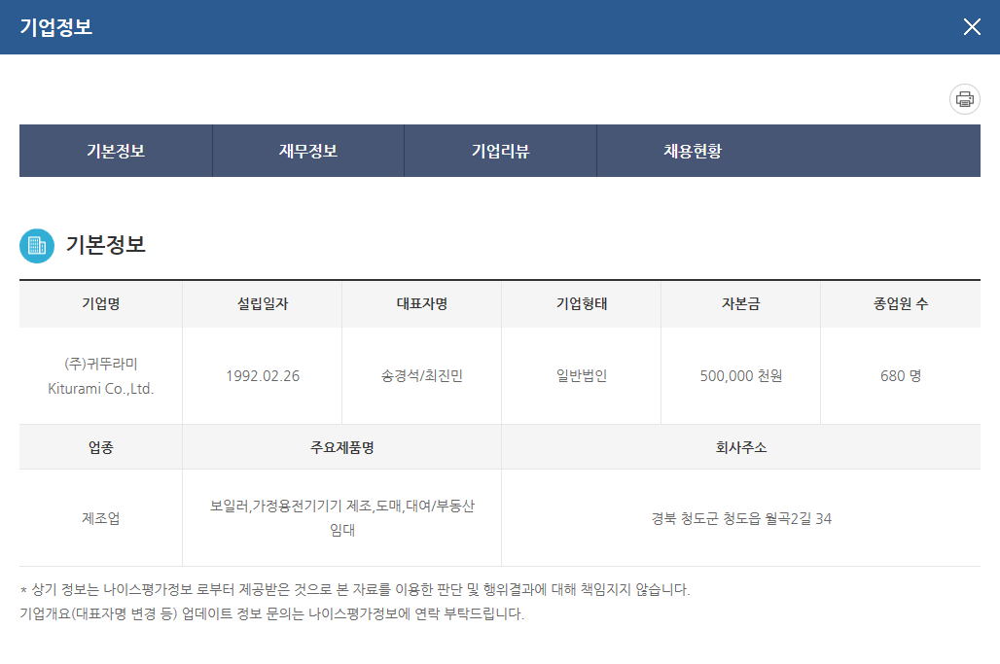 기업정보
기본정보
재무정보
기업리뷰
채용현황
기본정보
기업명
설립일자
대표자명
기업형태
자본금
종업원 수
(주)귀뚜라미
Kiturami Co.,Ltd.
1992.02.26
송경석/최진민
일반법인
500,000 천원
680 명
업종
주요제품명
회사주소
제조업
보일러,가정용전기기기 제조,도매,대여/부동산
임대
경북 청도군 청도읍 월곡2길 34
* 상기 정보는 나이스평가정보 로부터 제공받은 것으로 본 자료를 이용한 판단 및 행위결과에 대해 책임지지 않습니다.
기업개요(대표자명 변경 등) 업데이트 정보 문의는 나이스평가정보에 연락 부탁드립니다.